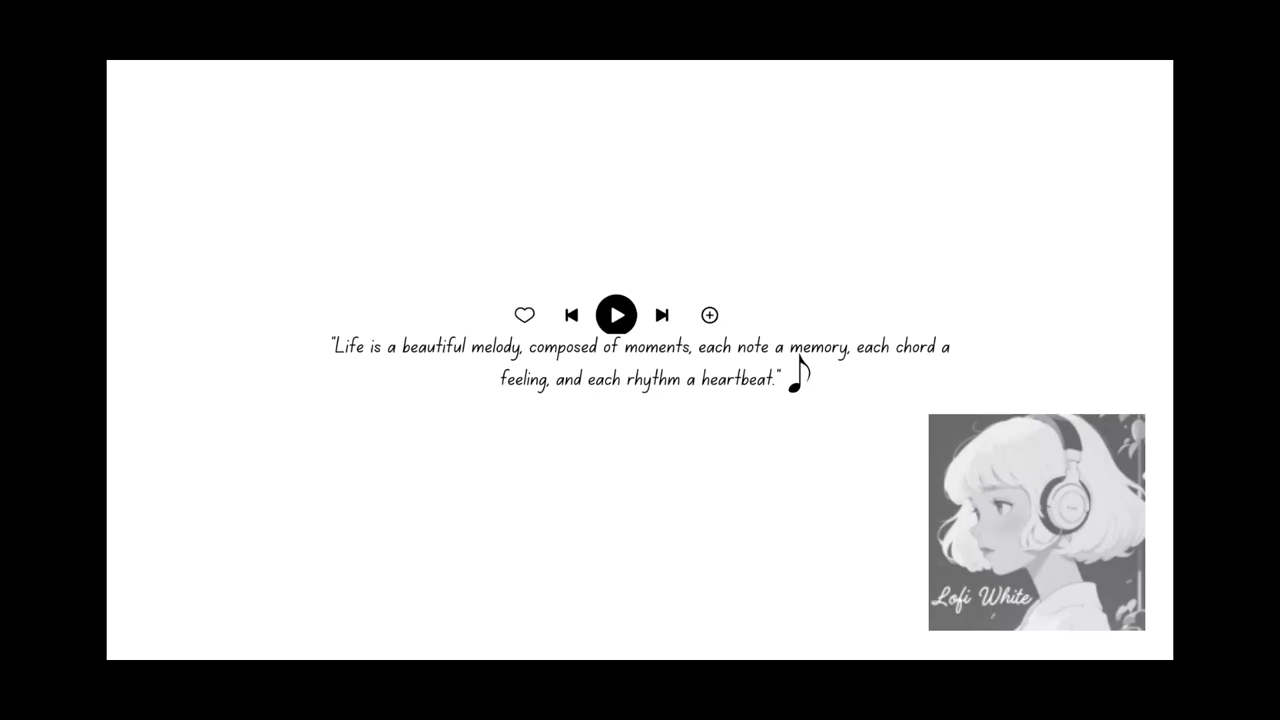 "Life is a beautiful melody, composed of moments, each note a memory, each chord a
feeling, and each rhythm a heartbeat."
Lofi White